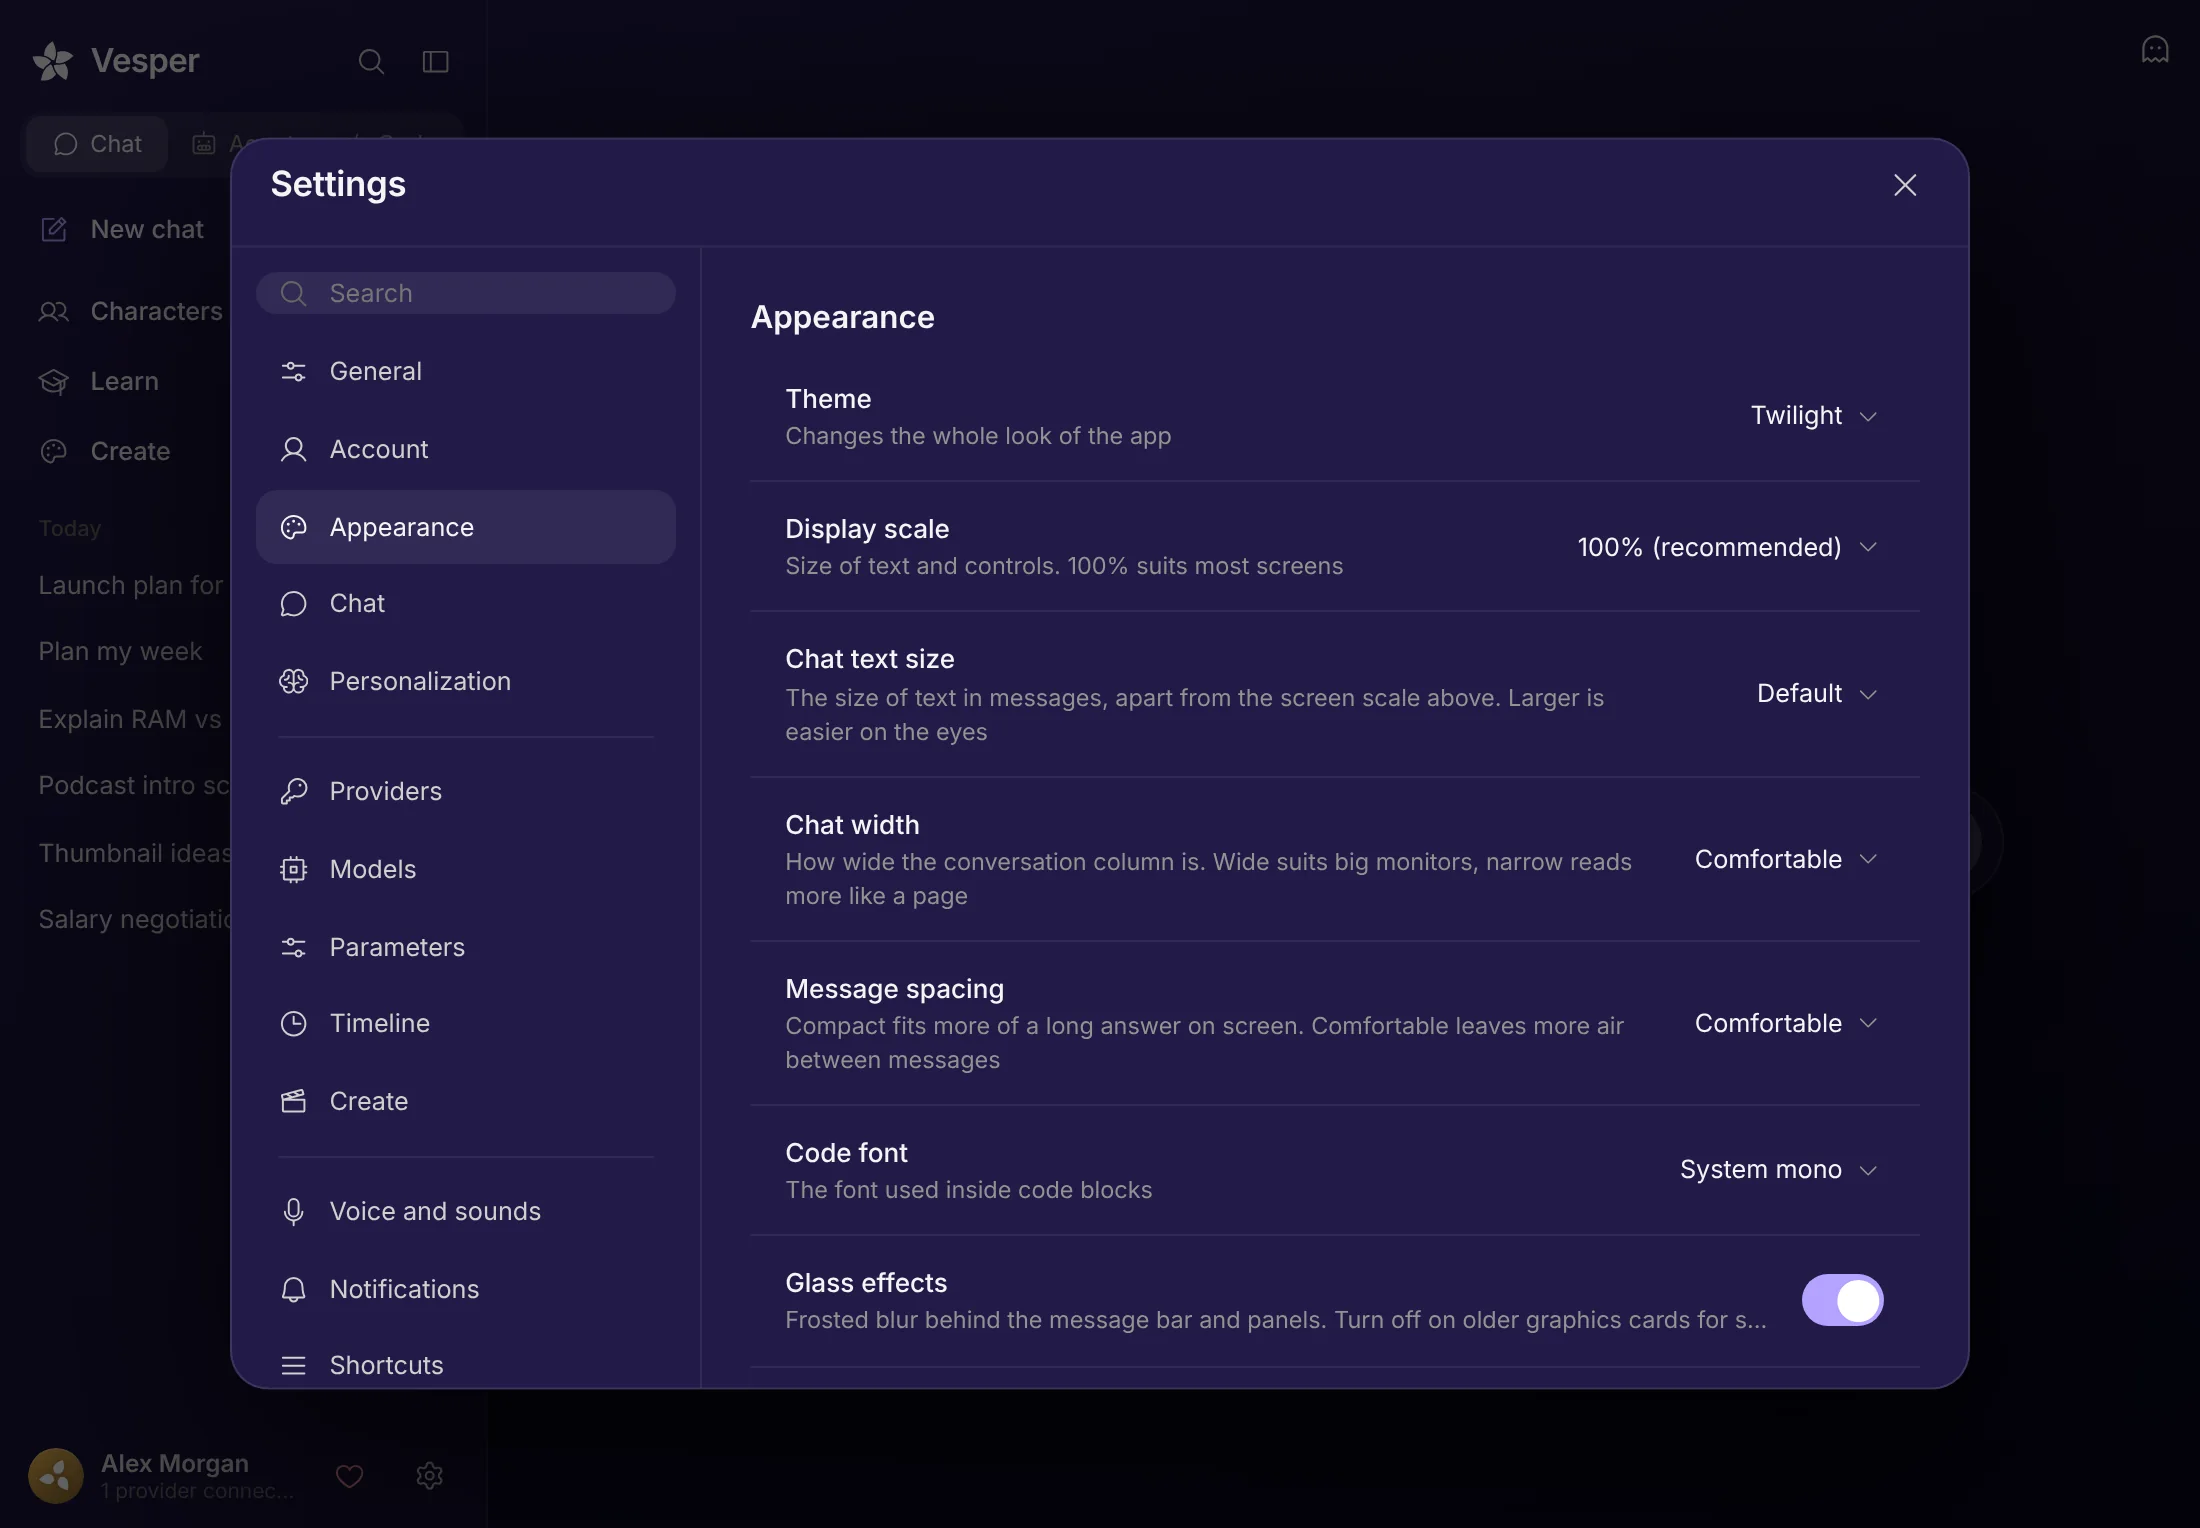 Vesper
Chat
New chat
Characters
Learn
Create
Today
Launch plan for
Plan my week
Explain RAM vs
Podcast intro sc
Thumbnail ideas
Salary negotiatio
Alex Morgan
1 provider connec...
Settings
Search
General
Account
Appearance
Chat
Personalization
Providers
Models
Parameters
Timeline
Create
Voice and sounds
Notifications
Shortcuts
Appearance
Theme
Changes the whole look of the app
Twilight
Display scale
Size of text and controls. 100% suits most screens
100% (recommended)
Chat text size
The size of text in messages, apart from the screen scale above. Larger is
easier on the eyes
Default
Chat width
How wide the conversation column is. Wide suits big monitors, narrow reads
more like a page
Comfortable
Message spacing
Compact fits more of a long answer on screen. Comfortable leaves more air
between messages
Comfortable
Code font
The font used inside code blocks
System mono
Glass effects
Frosted blur behind the message bar and panels. Turn off on older graphics cards for s...